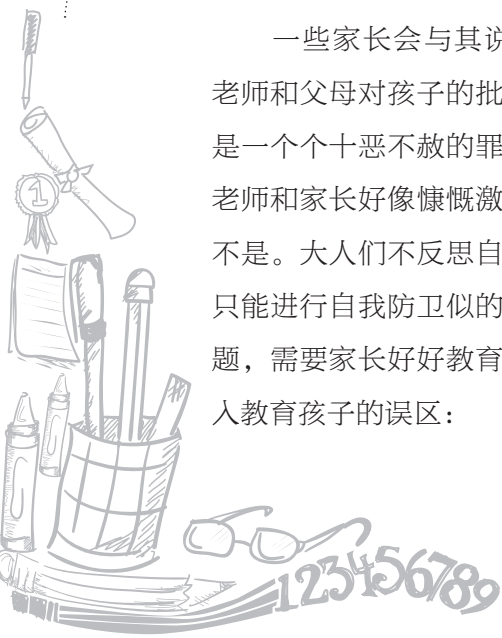 一些家长会与其说
老师和父母对孩子的批
是一个个十恶不赦的罪
老师和家长好像慷慨激
不是。大人们不反思自
只能进行自我防卫似的
题，需要家长好好教育
入教育孩子的误区：
1
123456789